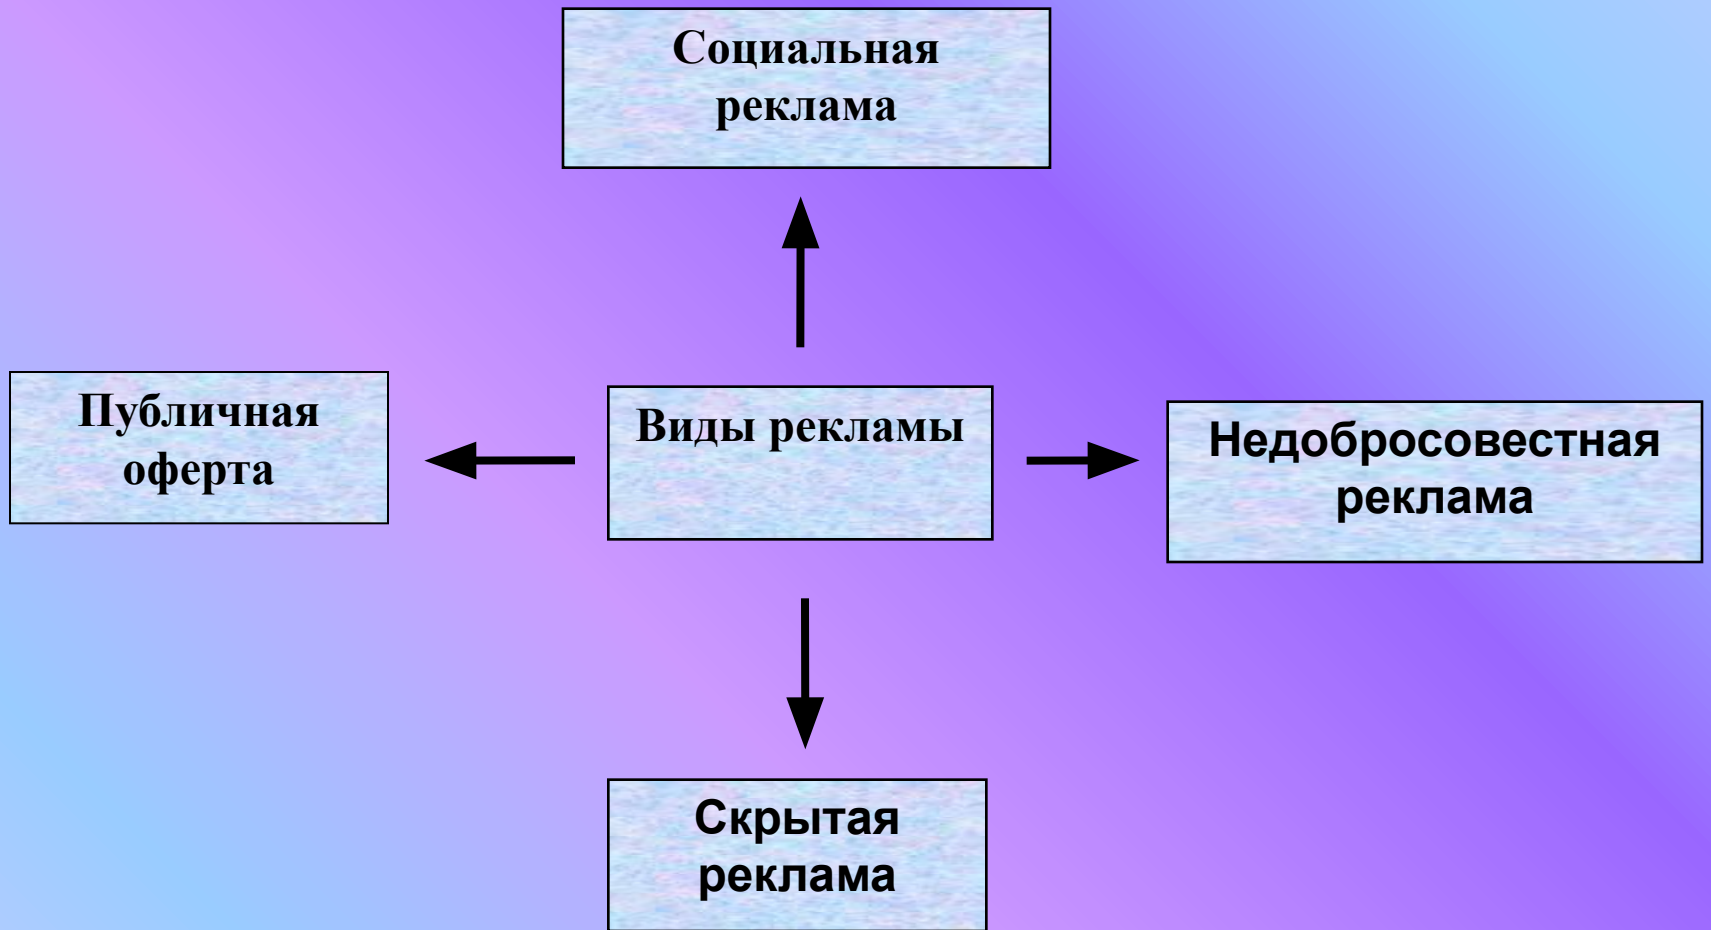 Социальная
реклама
Публичная
оферта
Виды рекламы
Недобросовестная
реклама
Скрытая
реклама